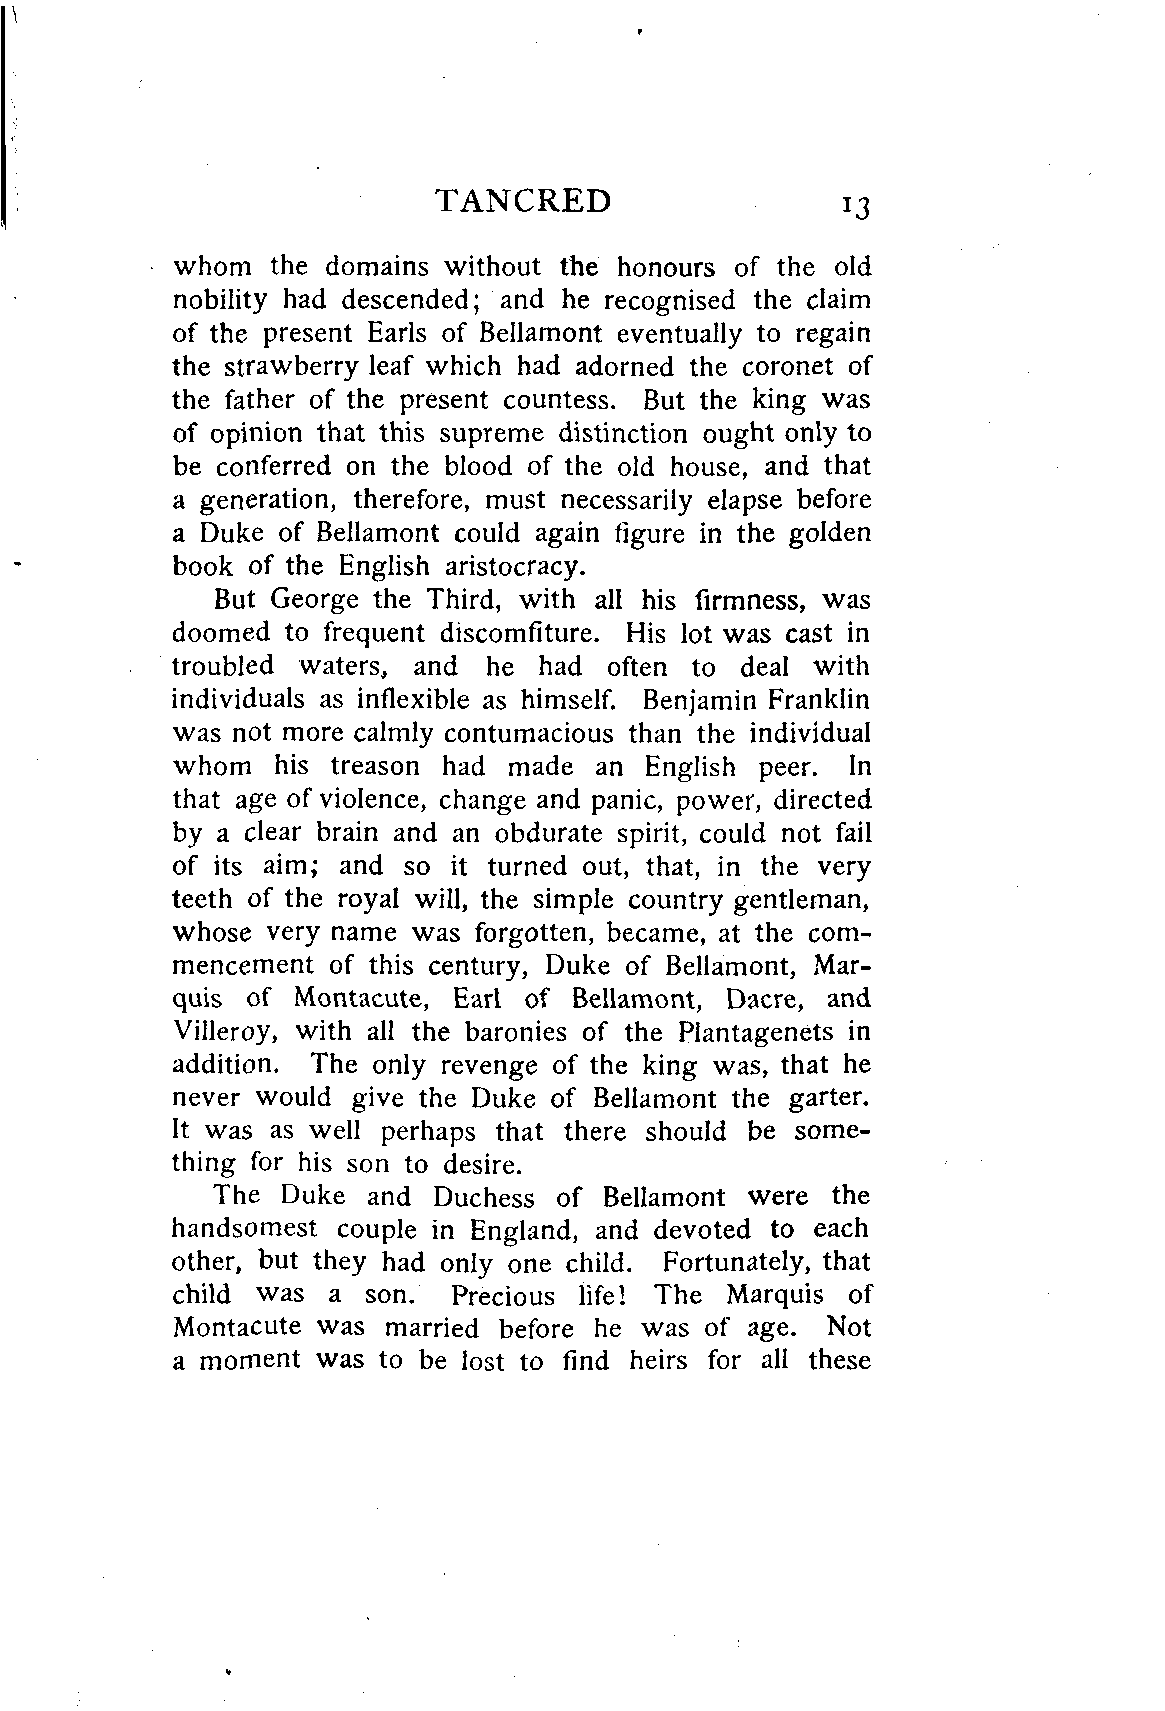 TANCRED 13
whom the domains without the honours of the old
nobility had descended; and he recognised the claim
of the present Earls of Bellamont eventually to regain
the strawberry leaf which had adorned the coronet of
the father of the present countess. But the king was
of opinion that this supreme distinction ought only to
be conferred on the blood of the old house, and that
a generation, therefore, must necessarily elapse before
a Duke of Bellamont could again figure in the golden
book of the English aristocracy.
But George the Third, with all his firmness, was
doomed to frequent discomfiture. His lot was cast in
troubled waters, and he had often to deal with
individuals as inflexible as himself. Benjamin Franklin
was not more calmly contumacious than the individual
whom his treason had made an English peer. In
that age of violence, change and panic, power, directed
by a clear brain and an obdurate spirit, could not fail
of its aim; and so it turned out, that, in the very
teeth of the royal will, the simple country gentleman,
whose very name was forgotten, became, at the com-
mencement of this century, Duke of Bellamont, Mar-
quis of Montacute, Earl of Bellamont, Dacre, and
Villeroy, with all the baronies of the Plantagenets in
addition. The only revenge of the king was, that he
never would give the Duke of Bellamont the garter.
It was as well perhaps that there should be some-
thing for his son to desire.
The Duke and Duchess of Bellamont were the
handsomest couple in England, and devoted to each
other, but they had only one child. Fortunately, that
child was a son. Precious life! The Marquis of
Montacute was married before he was of age. Not
a moment was to be lost to find heirs for all these